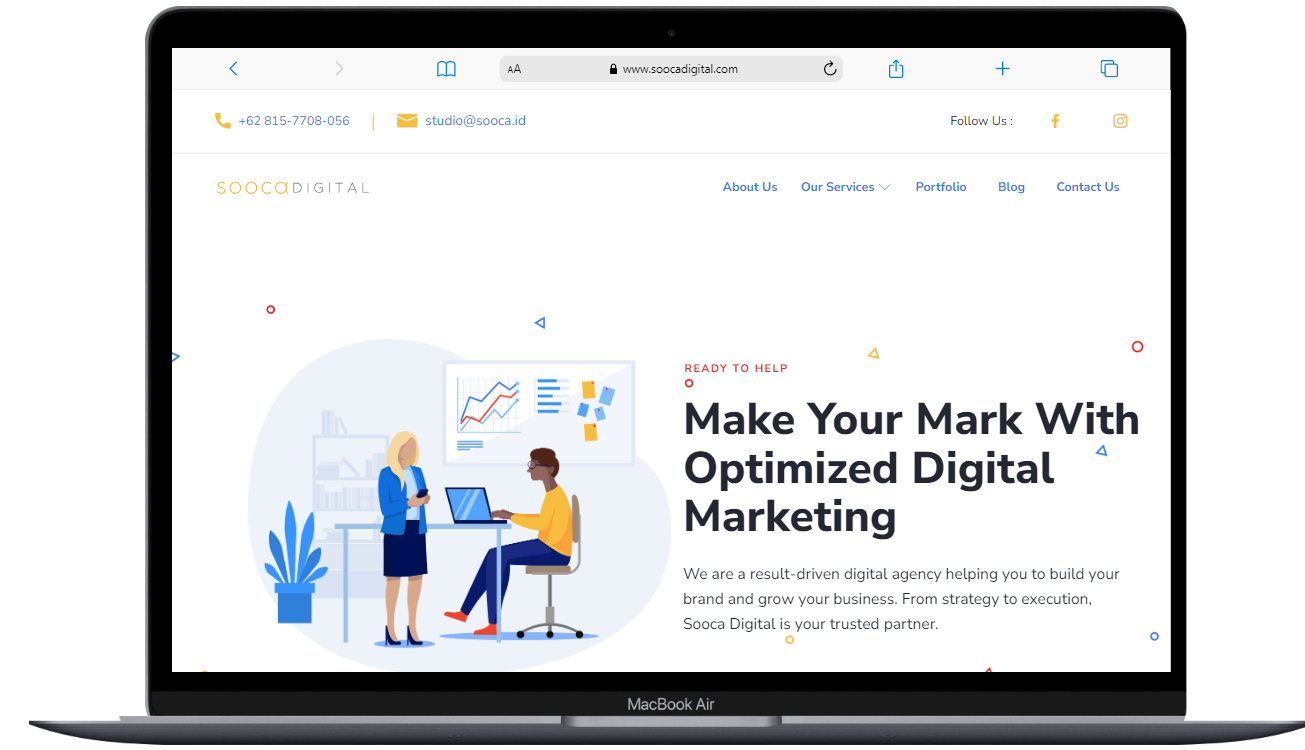 AA www.soocadigital.com
+62 815-7708-056 studio@sooca.id Follow Us :
soocaDIGITAL About Us Our Services Portfolio Blog Contact Us
READY TO HELP
Make Your Mark With
Optimized Digital
Marketing
We are a result-driven digital agency helping you to build your
brand and grow your business. From strategy to execution,
Sooca Digital is your trusted partner.
MacBook Air